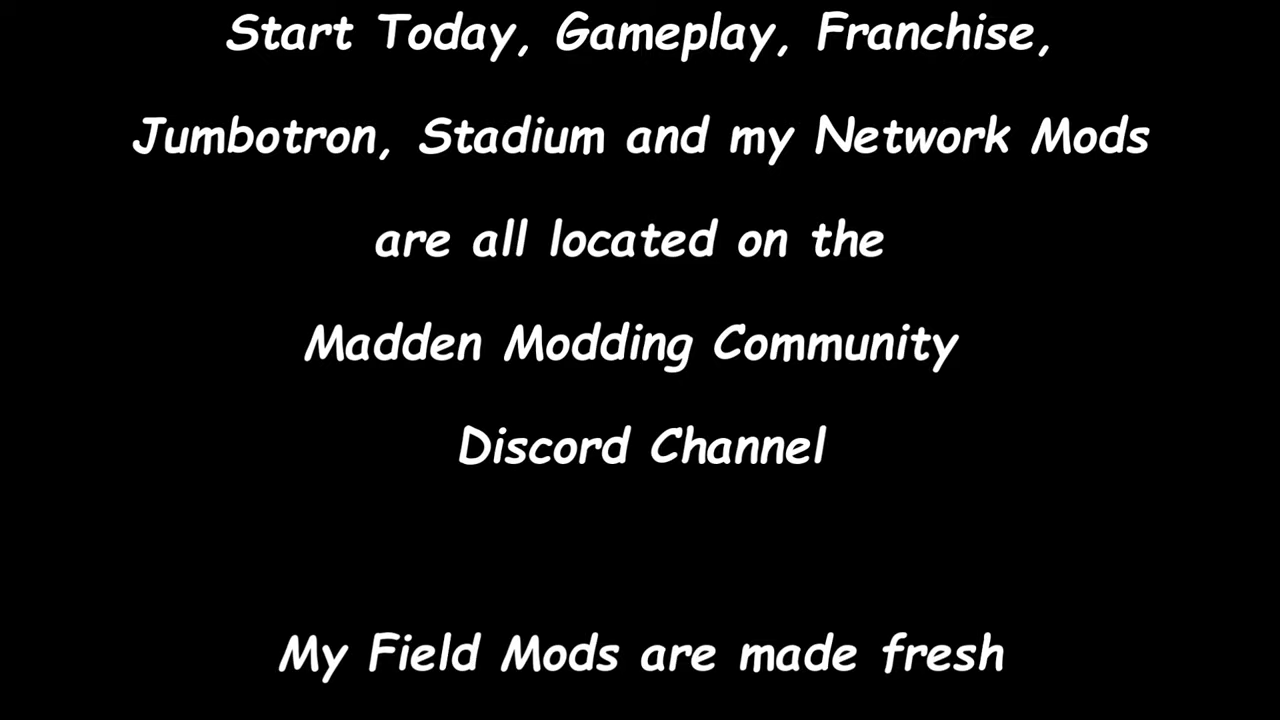 Start Today, Gameplay, Franchise,
Jumbotron, Stadium and my Network Mods
are all located on the
Madden Modding Community
Discord Channel
My Field Mods are made fresh